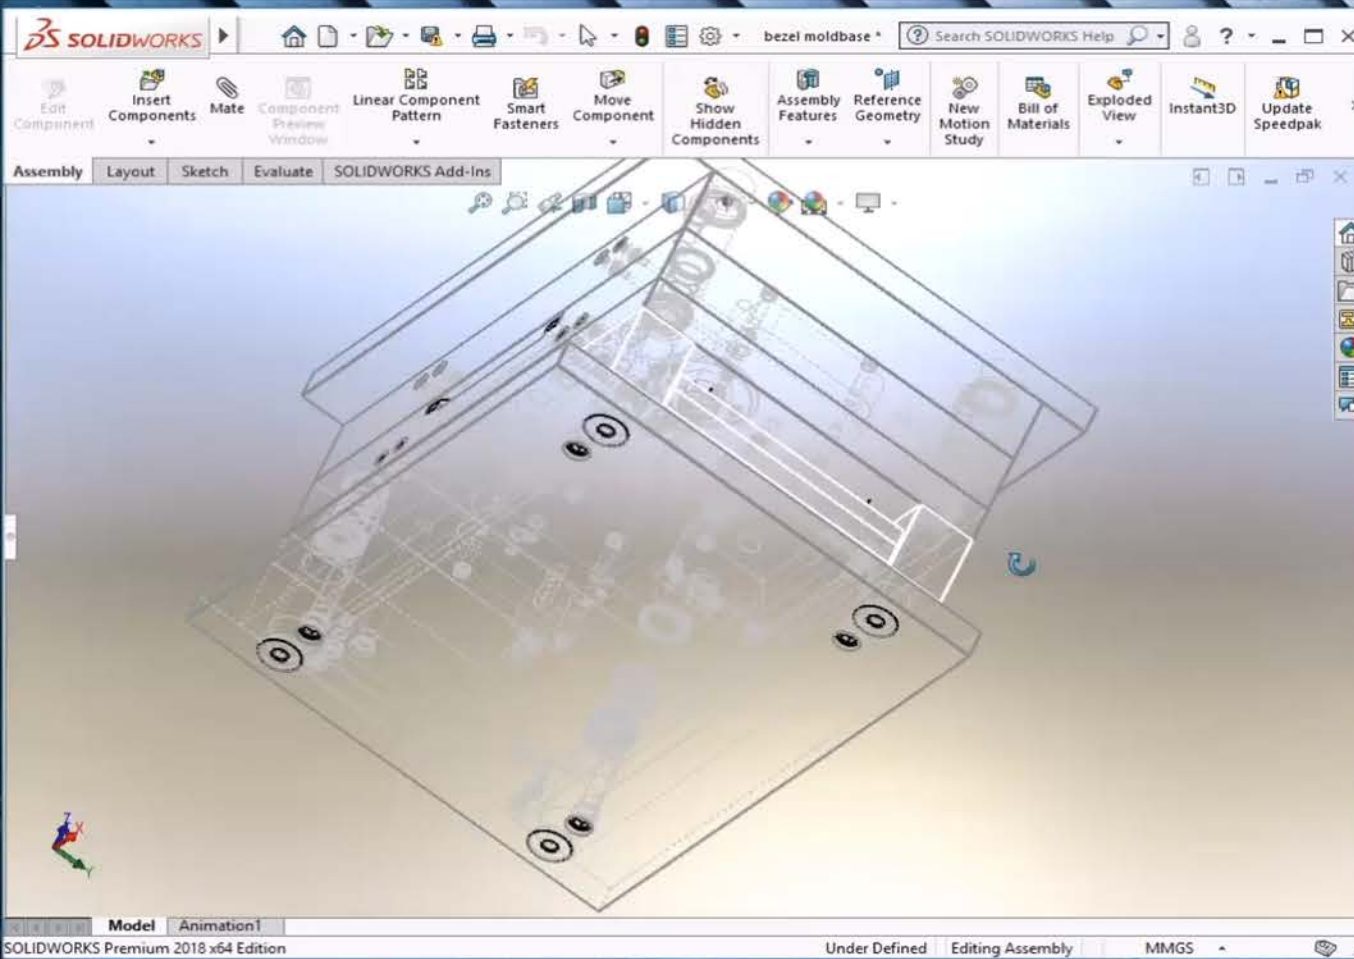 SOLIDWORKS
bezel moldbase *
Search SOLIDWORKS Help
?
Edit
Component
Insert
Components
Mate
Component
Preview
Window
Linear Component
Pattern
Smart
Fasteners
Move
Component
Show
Hidden
Components
Assembly
Features
Reference
Geometry
New
Motion
Study
Bill of
Materials
Exploded
View
Instant3D
Update
Speedpak
Assembly
Layout
Sketch
Evaluate
SOLIDWORKS Add-Ins
Z
X
Y
Model
Animation1
SOLIDWORKS Premium 2018 x64 Edition
Under Defined
Editing Assembly
MMGS